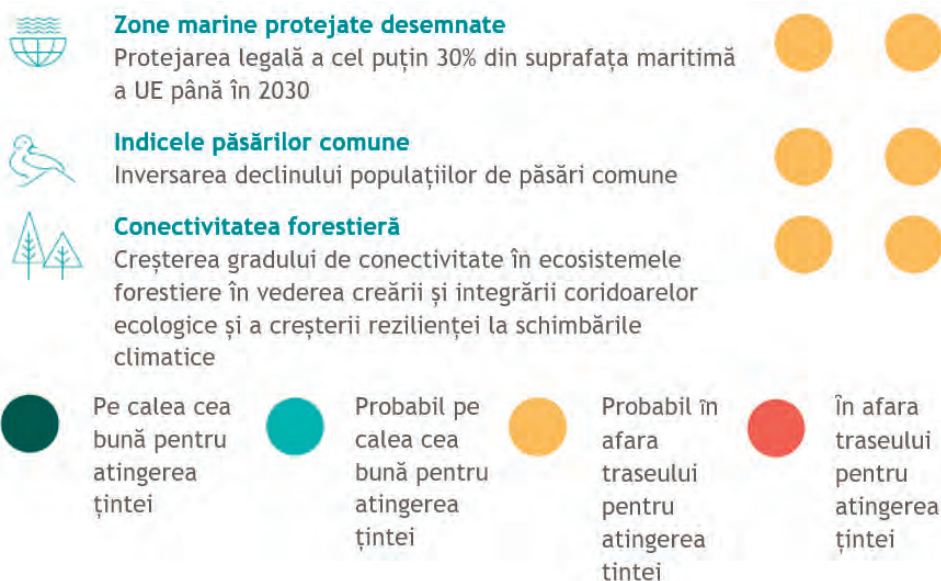 Zone marine protejate desemnate
Protejarea legală a cel puțin 30% din suprafața maritimă
a UE până în 2030
Indicele păsărilor comune
Inversarea declinului populațiilor de păsări comune
Conectivitatea forestieră
Creșterea gradului de conectivitate în ecosistemele
forestiere în vederea creării și integrării coridoarelor
ecologice și a creșterii rezilienței la schimbările
climatice
Pe calea cea
bună pentru
atingerea
țintei
Probabil pe
calea cea
bună pentru
atingerea
țintei
Probabil în
afara
traseului
pentru
atingerea
țintei
În afara
traseului
pentru
atingerea
țintei